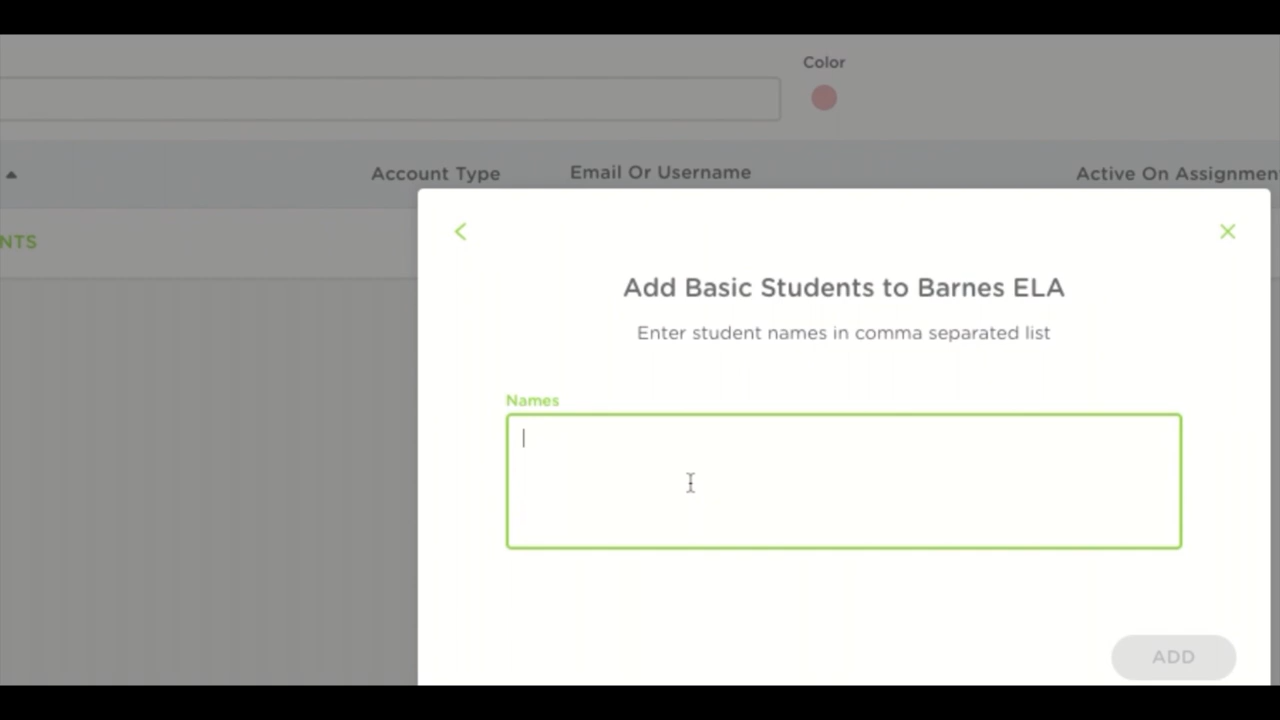 Color
Account Type Email Or Username Active On Assignmen
NTS
Add Basic Students to Barnes ELA
Enter student names in comma separated list
Names
ADD